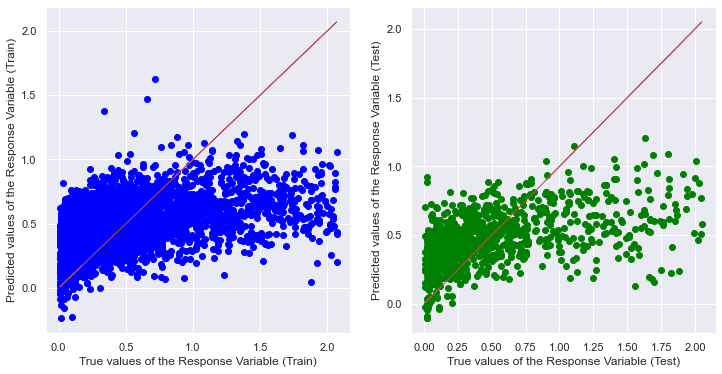 Predicted values of the Response Variable (Train)
2.0
1.5
1.0
0.5
0.0
0.0 0.5 1.0 1.5 2.0
True values of the Response Variable (Train)
Predicted values of the Response Variable (Test)
2.0
1.5
1.0
0.5
0.0
0.00 0.25 0.50 0.75 1.00 1.25 1.50 1.75 2.00
True values of the Response Variable (Test)